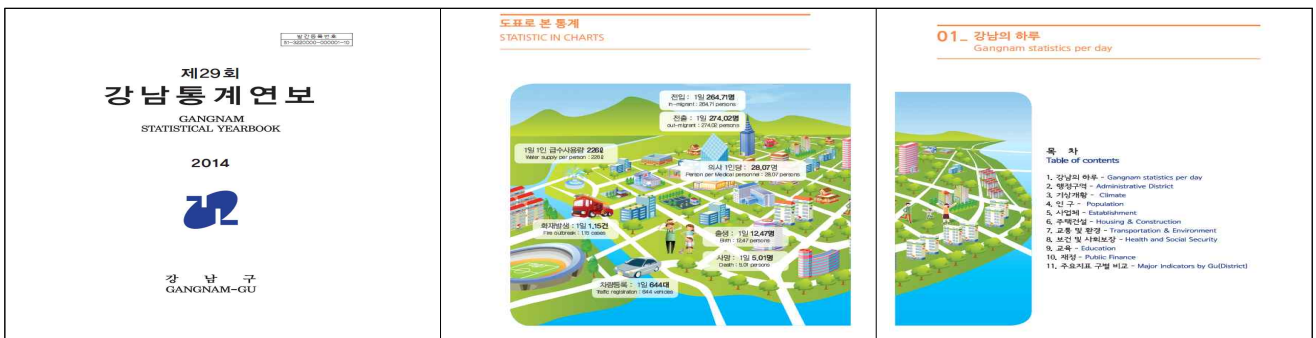 발간등록번호
51-3220000-000001-10
제29회
강남통계연보
GANGNAM
STATISTICAL YEARBOOK
2014
강 남 구
GANGNAM-GU
도표로 본 통계
STATISTIC IN CHARTS
전입 : 1일 264.71명
in-migrant : 264.71 persons
전출 : 1일 274.02명
out-migrant : 274.02 persons
1일 1인 급수사용량 226ℓ
Water supply per person : 226ℓ
의사 1인당 : 28.07명
Person per Medical personnel : 28.07 persons
화재발생 : 1일 1.15건
Fire outbreak : 1.15 cases
출생 : 1일 12.47명
Birth : 12.47 persons
사망 : 1일 5.01명
Death : 5.01 persons
차량등록 : 1일 644대
Traffic registration : 644 vehicles
01_ 강남의 하루
Gangnam statistics per day
목 차
Table of contents
1. 강남의 하루 - Gangnam statistics per day
2. 행정구역 - Administrative District
3. 기상개황 - Climate
4. 인 구 - Population
5. 사업체 - Establishment
6. 주택건설 - Housing & Construction
7. 교통 및 환경 - Transportation & Environment
8. 보건 및 사회보장 - Health and Social Security
9. 교육 - Education
10. 재정 - Public Finance
11. 주요지표 구별 비교 - Major Indicators by Gu(District)